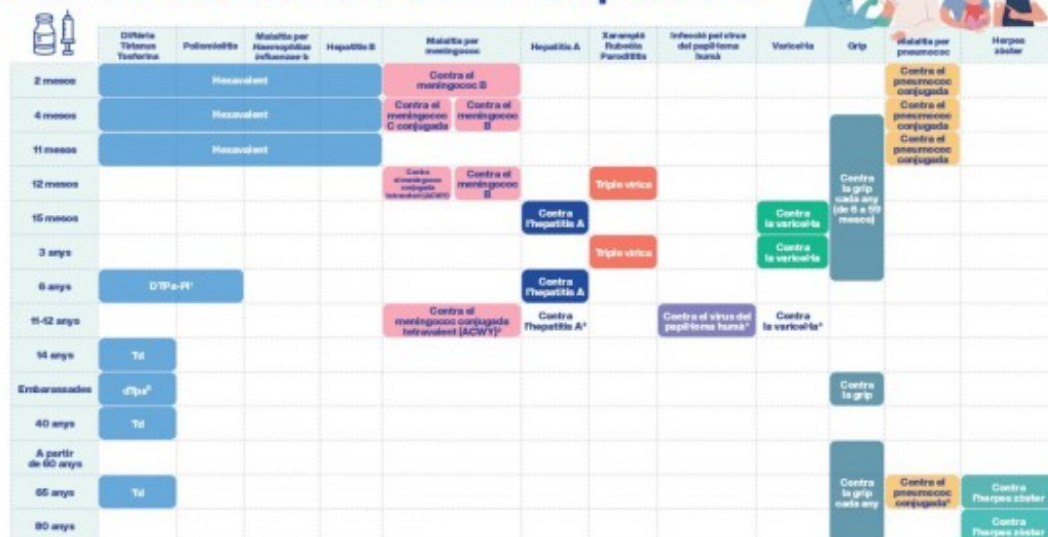 Diftèria
Tètanus
Tosferina
Poliomielitis
Malaltia per
Haemophilus
influenzae b
Hepatitis B
Malaltia per
meningococ
Hepatitis A
Xarampió
Rubèola
Parotiditis
Infecció pel virus
del papil·loma
humà
Varicel·la
Grip
Malaltia per
pneumococ
Herpes
zòster
2 mesos
Hexavalent
Contra el
meningococ B
Contra el
pneumococ
conjugada
4 mesos
Hexavalent
Contra el
meningococ
C conjugada
Contra el
meningococ
B
Contra el
pneumococ
conjugada
11 mesos
Hexavalent
Contra el
pneumococ
conjugada
12 mesos
Contra
el meningococ
conjugada
tetravalent (ACWY)
Contra el
meningococ
B
Triple vírica
Contra
la grip
cada any
(de 6 a 59
mesos)
15 mesos
Contra
l'hepatitis A
Contra
la varicel·la
3 anys
Triple vírica
Contra
la varicel·la
6 anys
DTPa-PI¹
Contra
l'hepatitis A
11-12 anys
Contra el
meningococ conjugada
tetravalent (ACWY)
Contra
l'hepatitis A
Contra el virus del
papil·loma humà
Contra
la varicel·la
14 anys
Td
Embarassades
dTpa
Contra
la grip
40 anys
Td
A partir
de 60 anys
Contra
la grip
cada any
65 anys
Td
Contra el
pneumococ
conjugada
Contra
l'herpes zòster
80 anys
Contra
l'herpes zòster